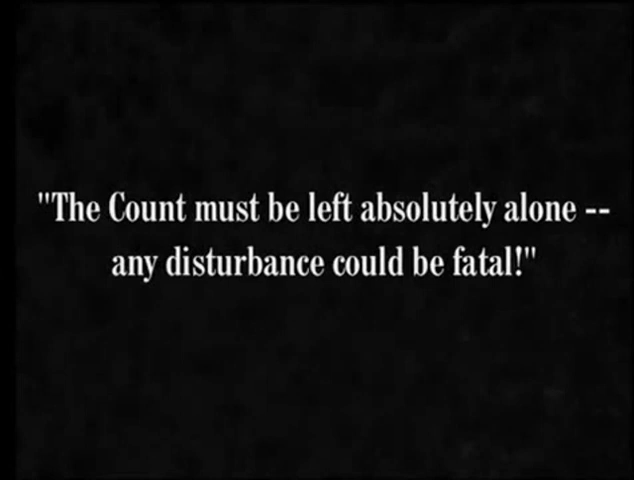 "The Count must be left absolutely alone --
any disturbance could be fatal!"